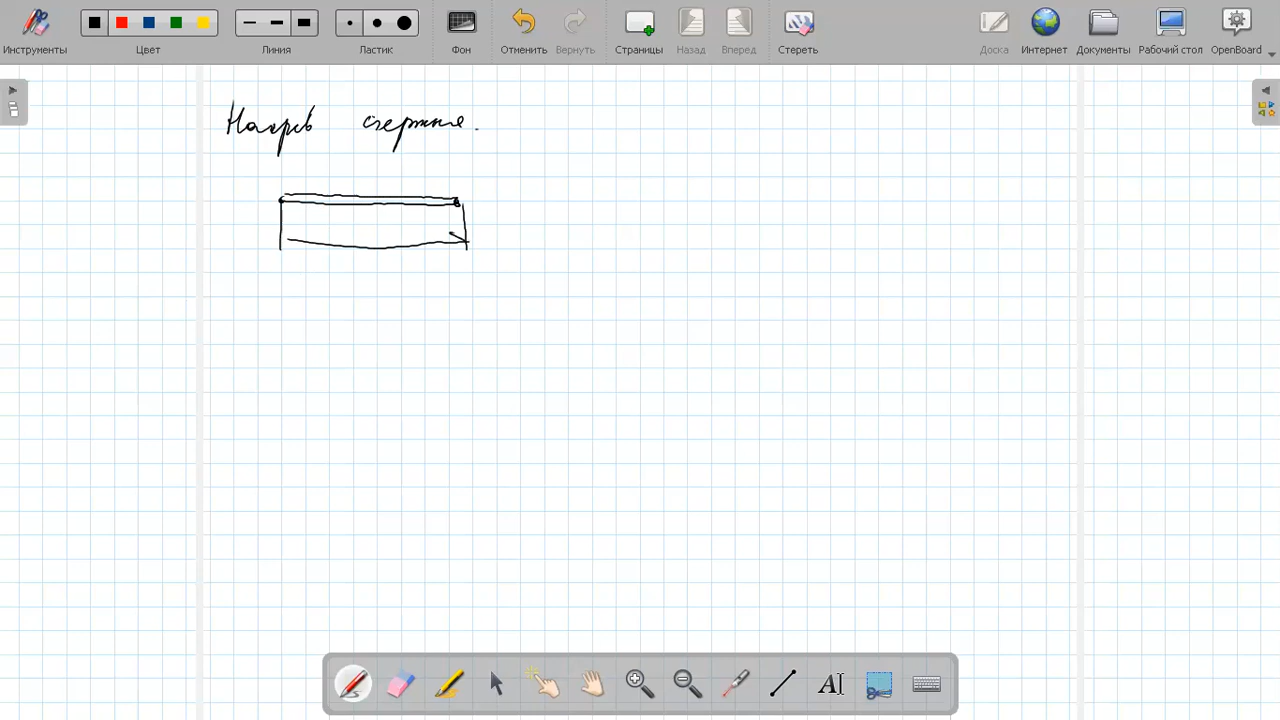 Инструменты Цвет Линия Ластик Фон Отменить Вернуть Страницы Назад Вперед Стереть Доска Интернет Документы Рабочий стол OpenBoard
Нагрев стержня.